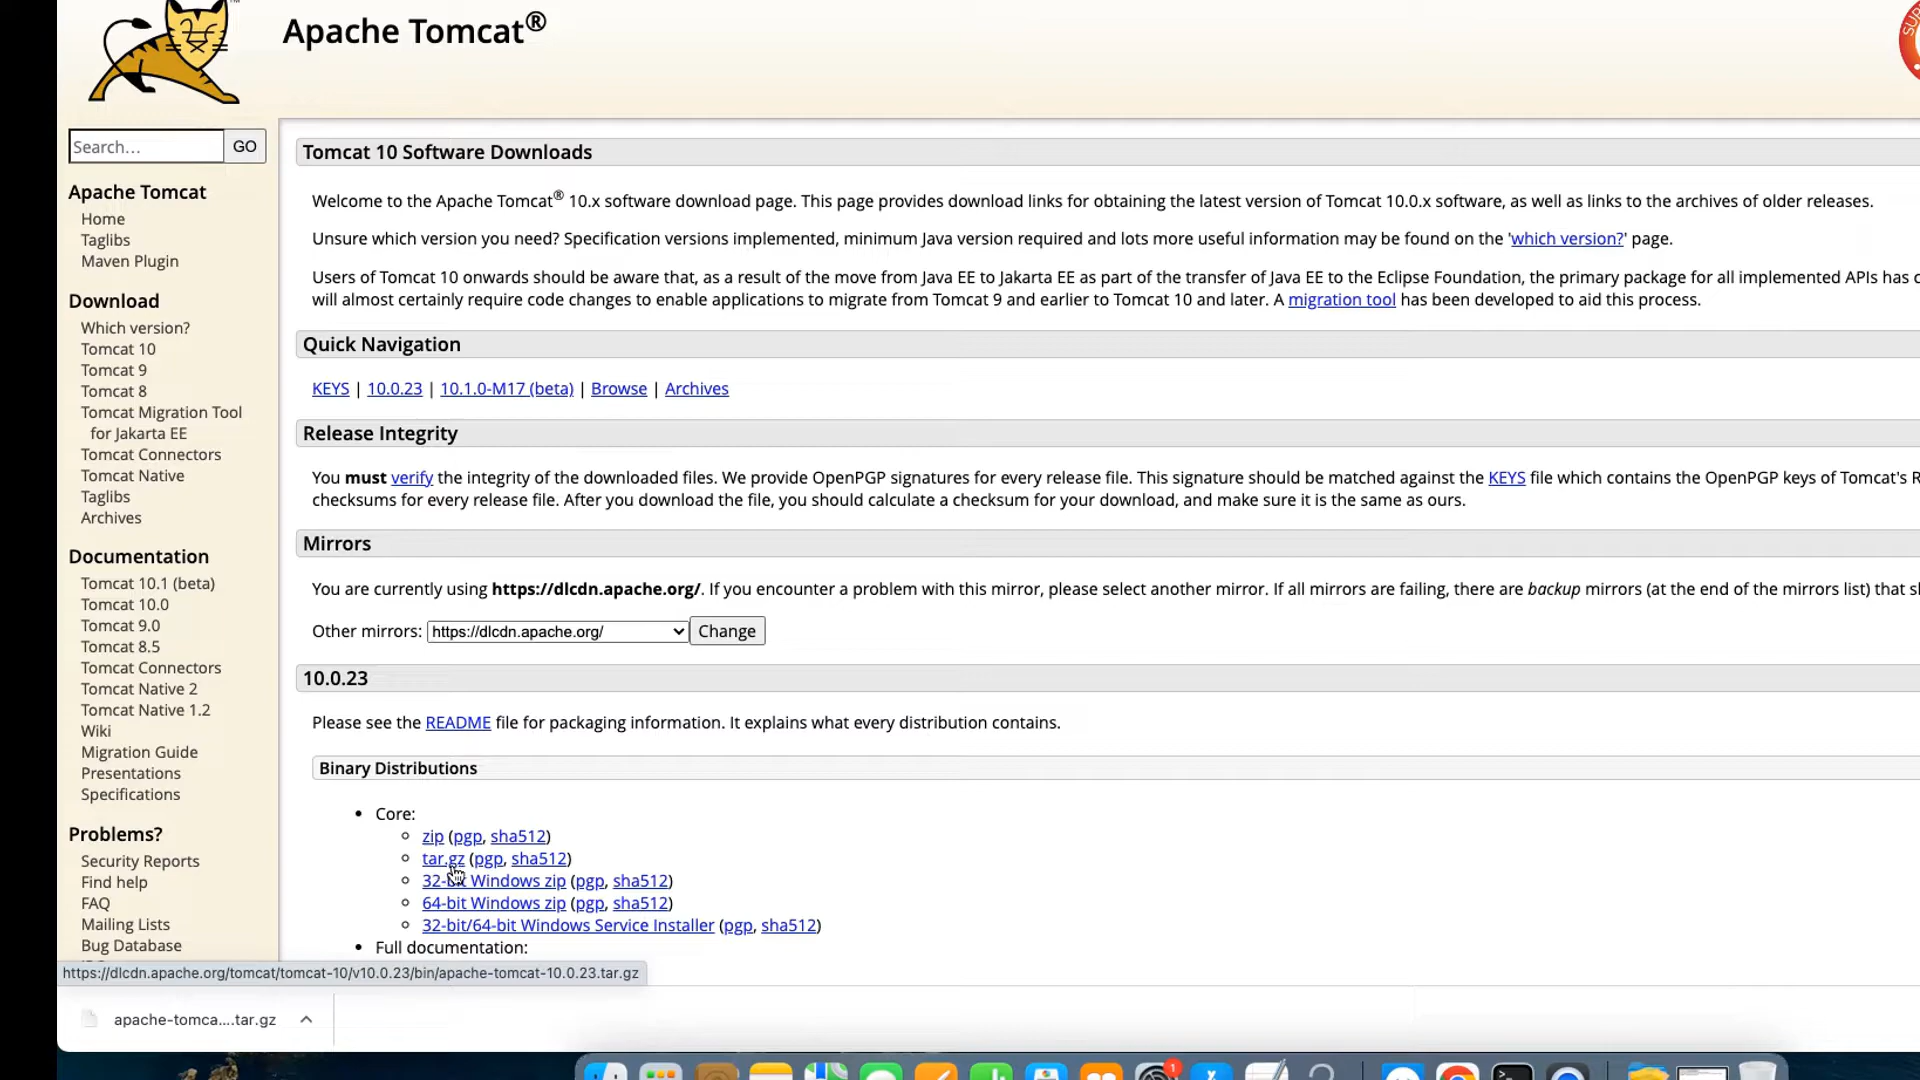 Apache Tomcat®
SUP
Search... GO
Apache Tomcat
Home
Taglibs
Maven Plugin
Download
Which version?
Tomcat 10
Tomcat 9
Tomcat 8
Tomcat Migration Tool
for Jakarta EE
Tomcat Connectors
Tomcat Native
Taglibs
Archives
Documentation
Tomcat 10.1 (beta)
Tomcat 10.0
Tomcat 9.0
Tomcat 8.5
Tomcat Connectors
Tomcat Native 2
Tomcat Native 1.2
Wiki
Migration Guide
Presentations
Specifications
Problems?
Security Reports
Find help
FAQ
Mailing Lists
Bug Database
Tomcat 10 Software Downloads
Welcome to the Apache Tomcat® 10.x software download page. This page provides download links for obtaining the latest version of Tomcat 10.0.x software, as well as links to the archives of older releases.
Unsure which version you need? Specification versions implemented, minimum Java version required and lots more useful information may be found on the 'which version?' page.
Users of Tomcat 10 onwards should be aware that, as a result of the move from Java EE to Jakarta EE as part of the transfer of Java EE to the Eclipse Foundation, the primary package for all implemented APIs has c
will almost certainly require code changes to enable applications to migrate from Tomcat 9 and earlier to Tomcat 10 and later. A migration tool has been developed to aid this process.
Quick Navigation
KEYS | 10.0.23 | 10.1.0-M17 (beta) | Browse | Archives
Release Integrity
You must verify the integrity of the downloaded files. We provide OpenPGP signatures for every release file. This signature should be matched against the KEYS file which contains the OpenPGP keys of Tomcat's R
checksums for every release file. After you download the file, you should calculate a checksum for your download, and make sure it is the same as ours.
Mirrors
You are currently using https://dlcdn.apache.org/. If you encounter a problem with this mirror, please select another mirror. If all mirrors are failing, there are backup mirrors (at the end of the mirrors list) that s
Other mirrors: https://dlcdn.apache.org/ Change
10.0.23
Please see the README file for packaging information. It explains what every distribution contains.
Binary Distributions
• Core:
zip (pgp, sha512)
tar.gz (pgp, sha512)
32-bit Windows zip (pgp, sha512)
64-bit Windows zip (pgp, sha512)
32-bit/64-bit Windows Service Installer (pgp, sha512)
• Full documentation:
https://dlcdn.apache.org/tomcat/tomcat-10/v10.0.23/bin/apache-tomcat-10.0.23.tar.gz
apache-tomca....tar.gz
1